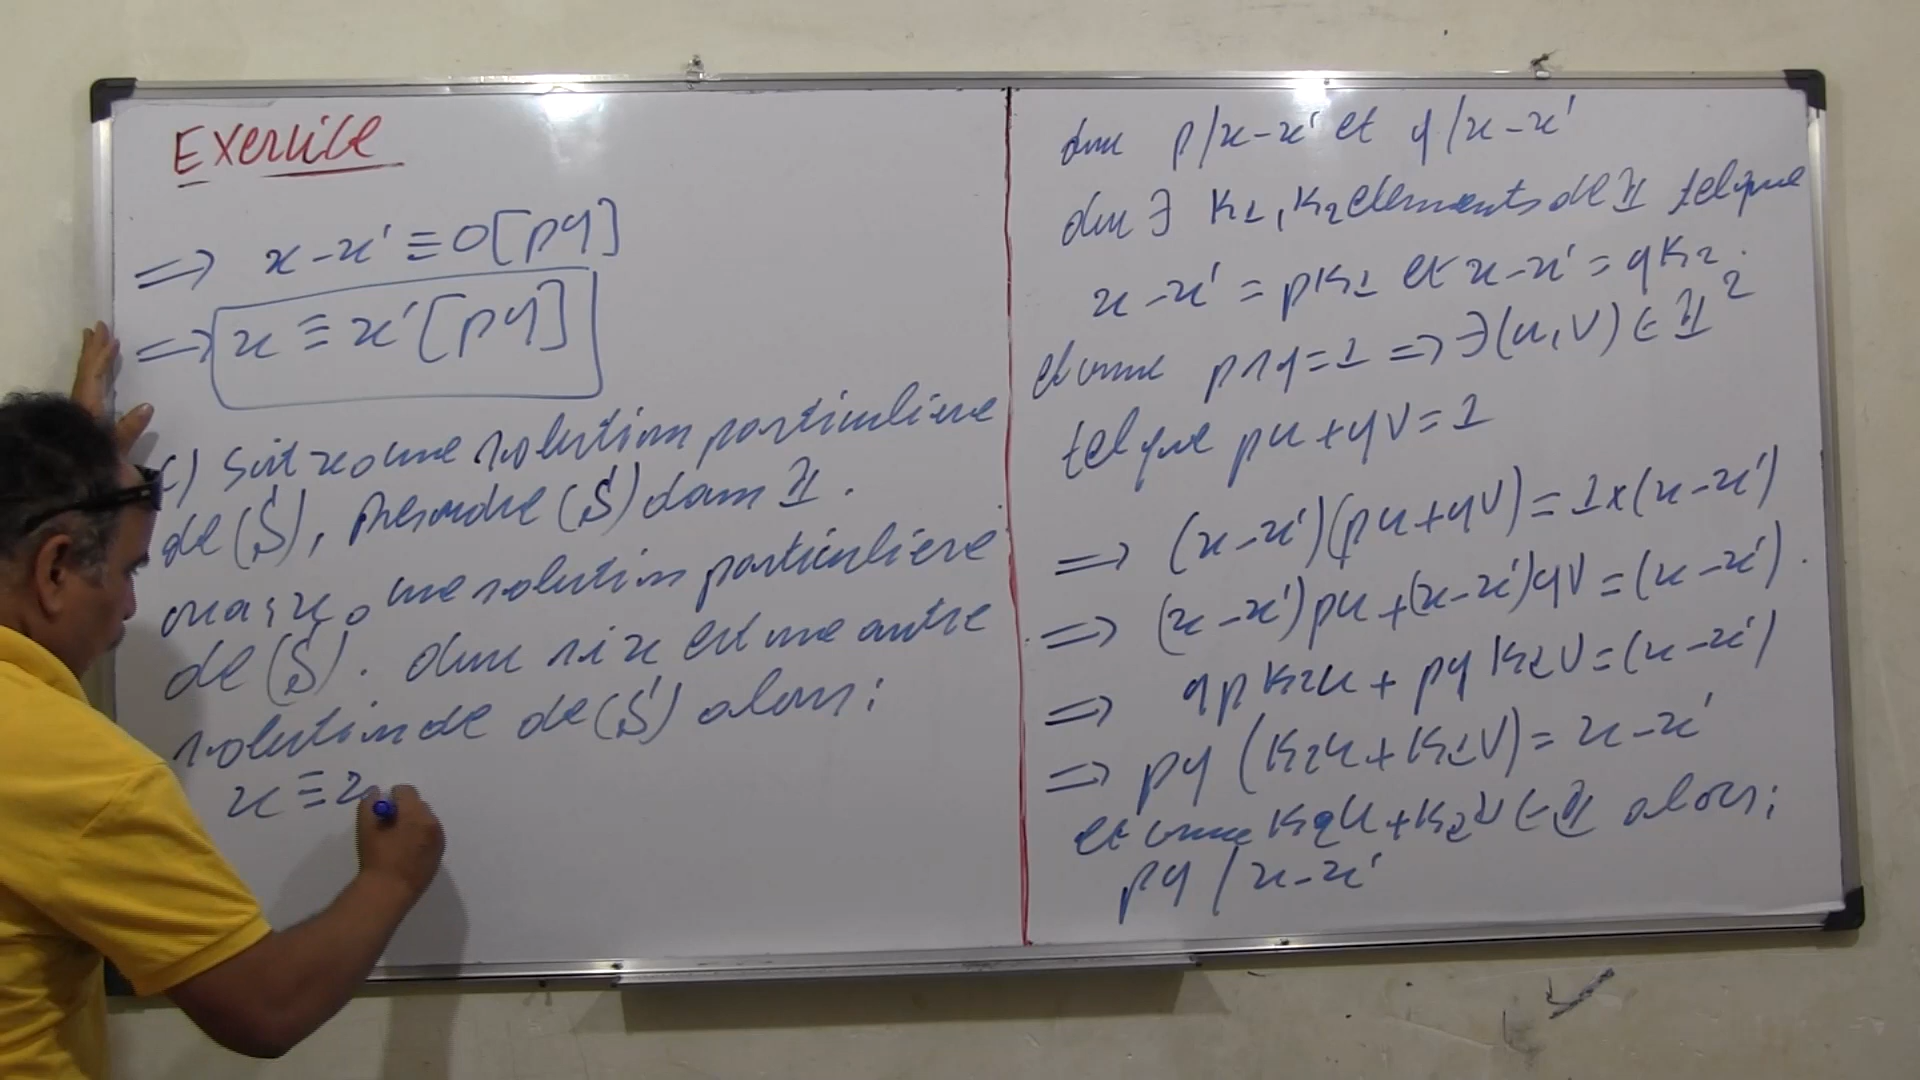 Exercice
⟹ x-x' ≡ 0[pq]
⟹ x ≡ x'[pq]
c) Soit x₀ une solution particulière
de (S), résoudre (S) dans ℤ.
on a: x₀ une solution particulière
de (S). donc si x est une autre
solution de de (S) alors:
x ≡ x
donc p/x-x' et q/x-x'
donc ∃ K1, K2 elements de ℤ tel que
x-x' = pK1 et x-x' = qK2.
et comme p∧q=1 ⟹ ∃(u,v) ∈ ℤ²
tel que pu+qv=1
⟹ (x-x')(pu+qv) = 1×(x-x')
⟹ (x-x')pu+(x-x')qv=(x-x').
⟹ qpK2u + pqK1v=(x-x')
⟹ pq(K2u+K1v)= x-x'
et comme K2u+K1v ∈ ℤ alors:
pq/x-x'